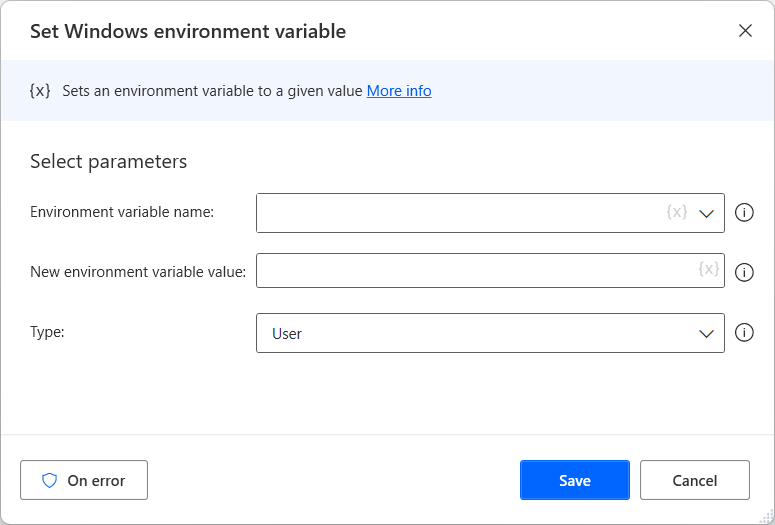 Set Windows environment variable
{x} Sets an environment variable to a given value More info
Select parameters
Environment variable name: {x}
New environment variable value: {x}
Type: User
On error Save Cancel